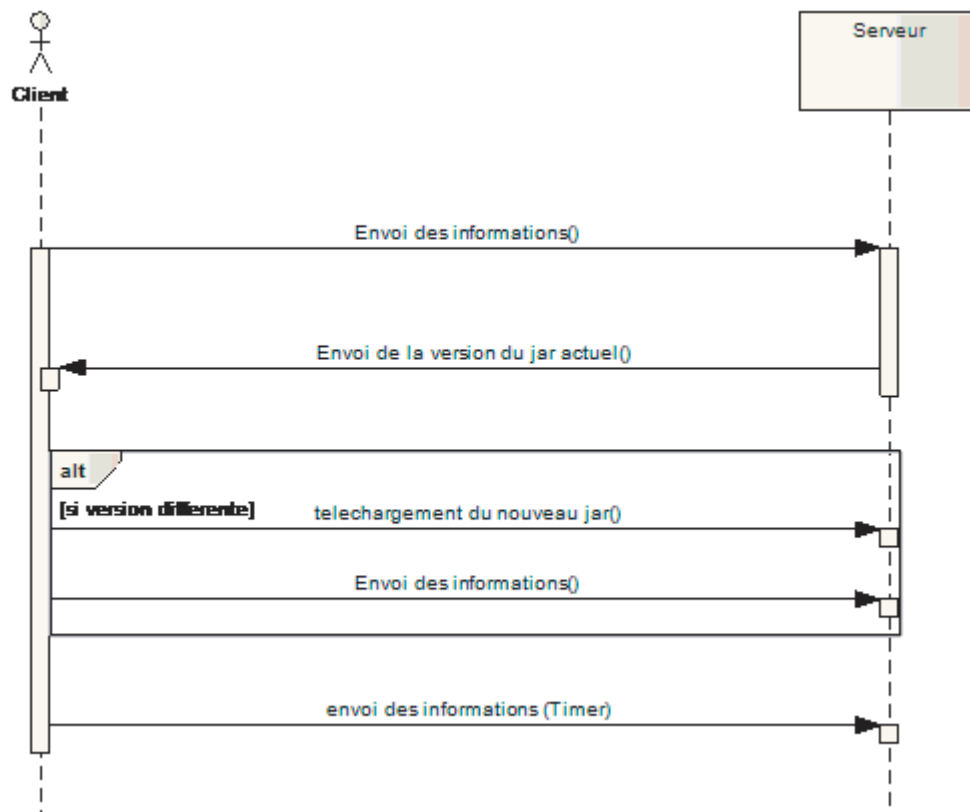 Client
Serveur
Envoi des informations()
Envoi de la version du jar actuel()
alt
[si version differente]
telechargement du nouveau jar()
Envoi des informations()
envoi des informations (Timer)